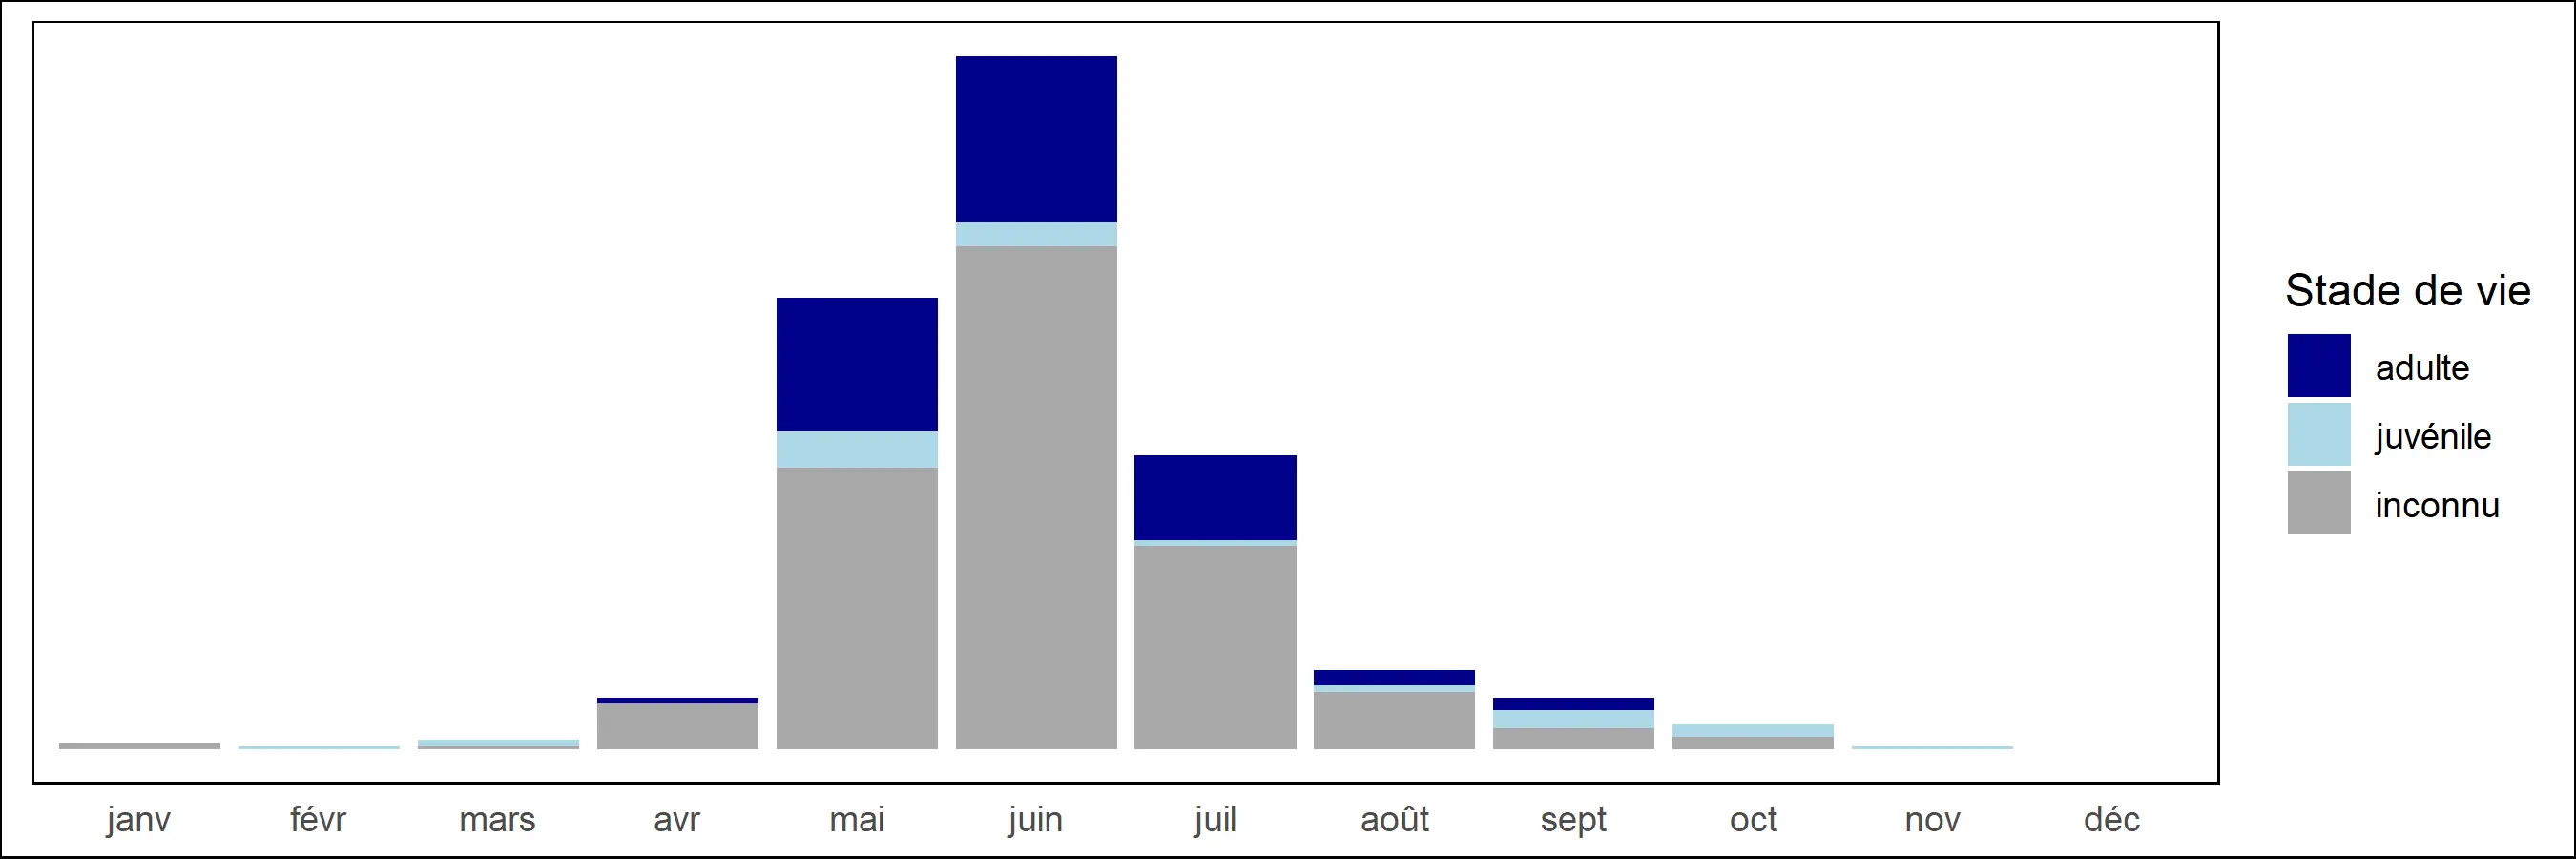 Stade de vie
adulte
juvénile
inconnu
janv févr mars avr mai juin juil août sept oct nov déc